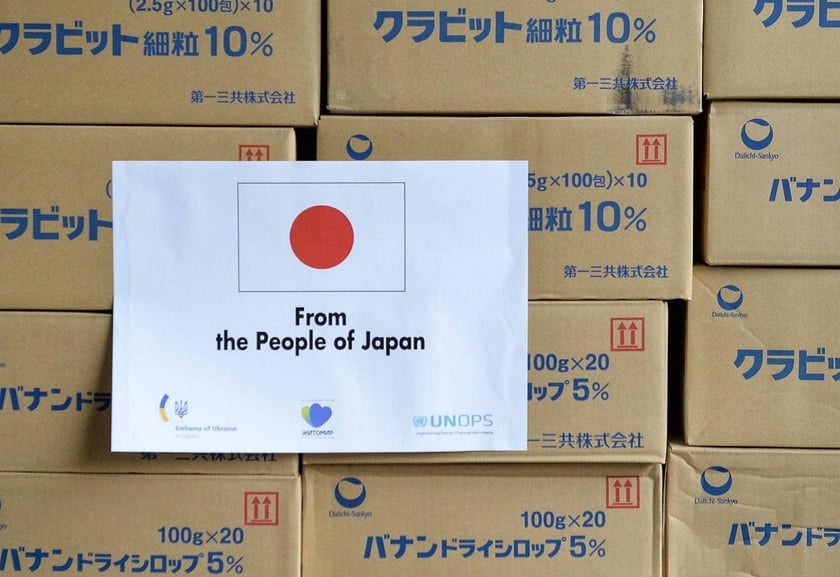 (2.5g×100包)×10
クラビット細粒10%
第一三共株式会社
クラビット細粒10%
第一三共株式会社
クラビッ
クラビット
5g×100包)×10
細粒10%
第一三共株式会社
Daiichi-Sankyo
バナン
From
the People of Japan
Embassy of Ukraine
in Japan
ЖИТОМИР
UNOPS
バナン
100g×20
ロップ5%
第一三共株式会社
Daiichi-Sankyo
クラビッ
100g×20
バナンドライシロップ5%
Daiichi-Sankyo
100g×20
バナンドライシロップ5%
Daiichi-Sankyo
バナンド